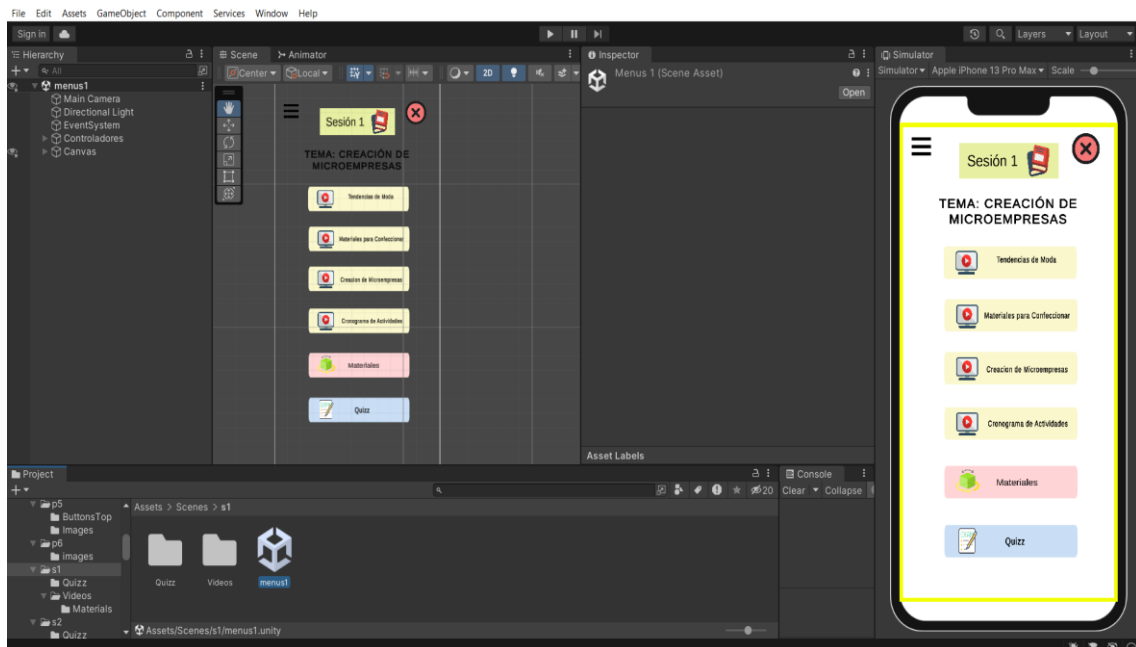 File Edit Assets GameObject Component Services Window Help
Sign in
Layers Layout
Hierarchy
All
menus1
Main Camera
Directional Light
EventSystem
Controladores
Canvas
Scene Animator
Center Local 2D
Sesión 1
TEMA: CREACIÓN DE
MICROEMPRESAS
Tendencias de Moda
Materiales para Confeccionar
Creacion de Microempresas
Cronograma de Actividades
Materiales
Quizz
Inspector
Menus 1 (Scene Asset)
Open
Asset Labels
Simulator
Simulator Apple iPhone 13 Pro Max Scale
Sesión 1
TEMA: CREACIÓN DE
MICROEMPRESAS
Tendencias de Moda
Materiales para Confeccionar
Creacion de Microempresas
Cronograma de Actividades
Materiales
Quizz
Project
20
p5
ButtonsTop
Images
p6
images
s1
Quizz
Videos
Materials
s2
Quizz
Assets > Scenes > s1
Quizz Videos menus1
Assets/Scenes/s1/menus1.unity
Console
Clear Collapse